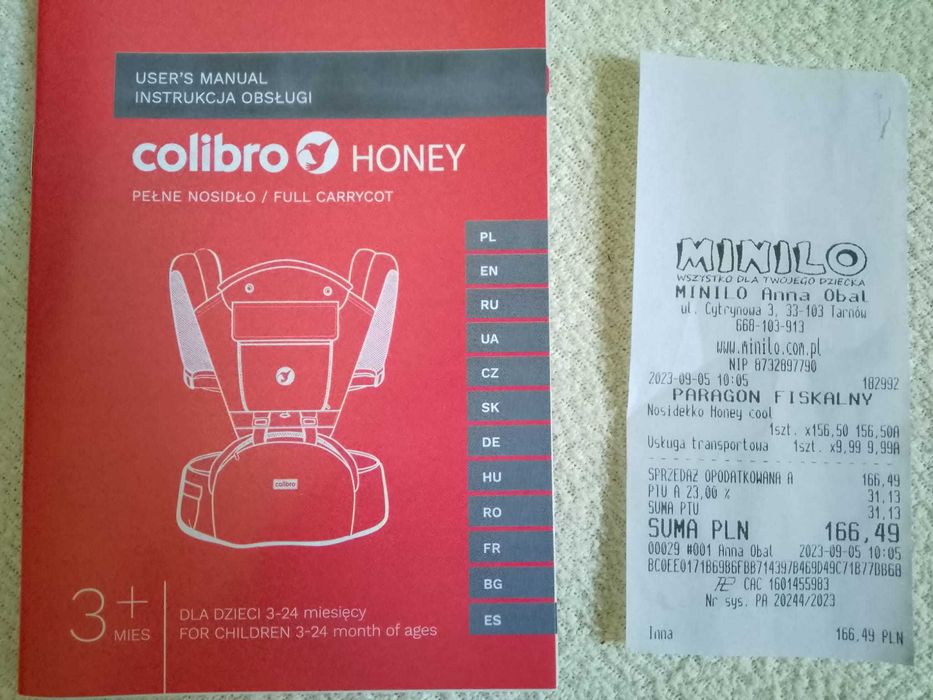 USER'S MANUAL
INSTRUKCJA OBSŁUGI
colibro HONEY
PEŁNE NOSIDŁO / FULL CARRYCOT
PL
EN
RU
UA
CZ
SK
DE
HU
RO
FR
BG
ES
colibro
3+
MIES
DLA DZIECI 3-24 miesięcy
FOR CHILDREN 3-24 month of ages
MINILO
WSZYSTKO DLA TWOJEGO DZIECKA
MINILO Anna Obal
ul. Cytrynowa 3, 33-103 Tarnów
668-103-913
www.minilo.com.pl
NIP 8732897790
2023-09-05 10:05 182992
PARAGON FISKALNY
Nosidełko Honey cool
1szt. x156,50 156,50A
Usługa transportowa 1szt. x9,99 9,99A
SPRZEDAŻ OPODATKOWANA A 166,49
PTU A 23,00 % 31,13
SUMA PTU 31,13
SUMA PLN 166,49
00029 #001 Anna Obal 2023-09-05 10:05
CAC 1601455983
Nr sys. PA 20244/2023
Inna 166,49 PLN